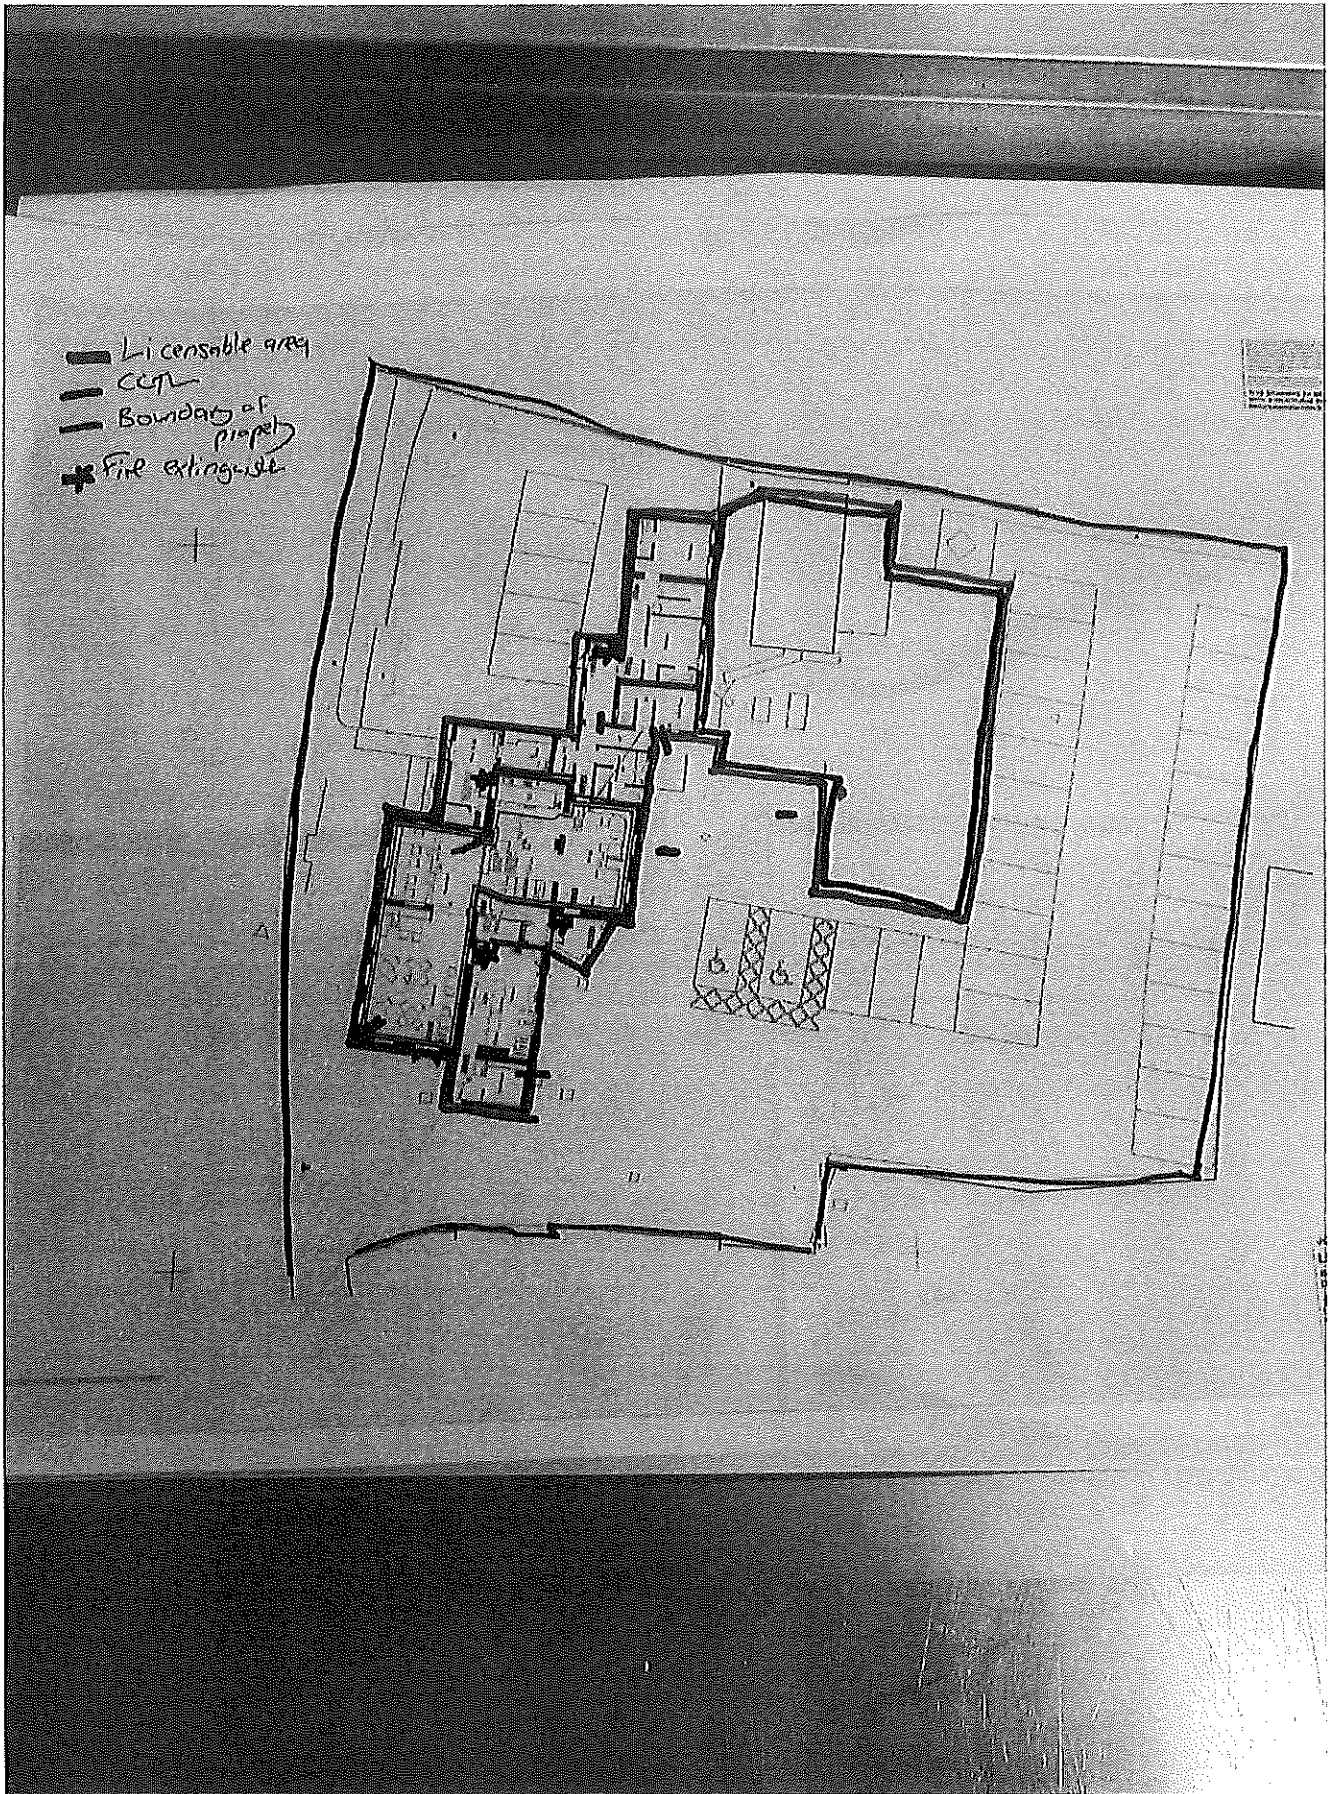 Licensable area
CCTV
Boundary of
property
Fire extinguisher